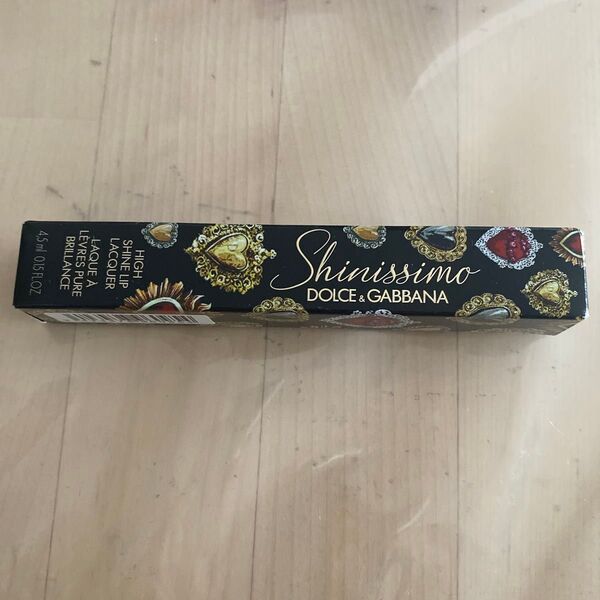 Shinissimo
DOLCE & GABBANA
HIGH
SHINE LIP
LACQUER
LAQUE À
LÈVRES PURE
BRILLANCE
4,5 ml 0.15 FL.OZ